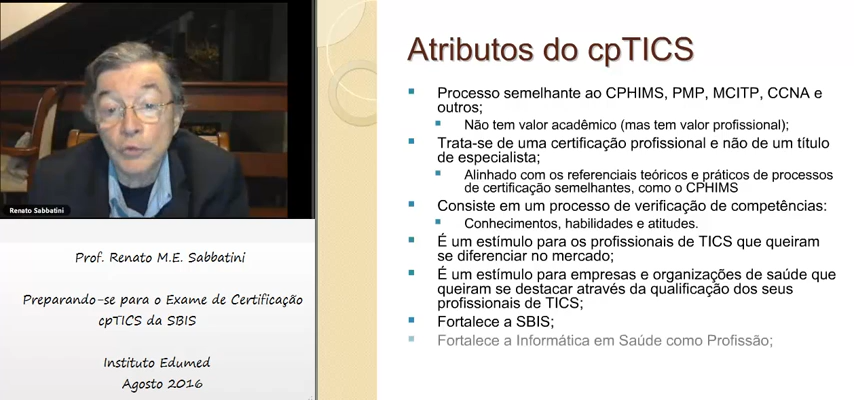 Renato Sabbatini
Prof. Renato M.E. Sabbatini
Preparando-se para o Exame de Certificação
cpTICS da SBIS
Instituto Edumed
Agosto 2016
Atributos do cpTICS
Processo semelhante ao CPHIMS, PMP, MCITP, CCNA e
outros;
Não tem valor acadêmico (mas tem valor profissional);
Trata-se de uma certificação profissional e não de um título
de especialista;
Alinhado com os referenciais teóricos e práticos de processos
de certificação semelhantes, como o CPHIMS
Consiste em um processo de verificação de competências:
Conhecimentos, habilidades e atitudes.
É um estímulo para os profissionais de TICS que queiram
se diferenciar no mercado;
É um estímulo para empresas e organizações de saúde que
queiram se destacar através da qualificação dos seus
profissionais de TICS;
Fortalece a SBIS;
Fortalece a Informática em Saúde como Profissão;